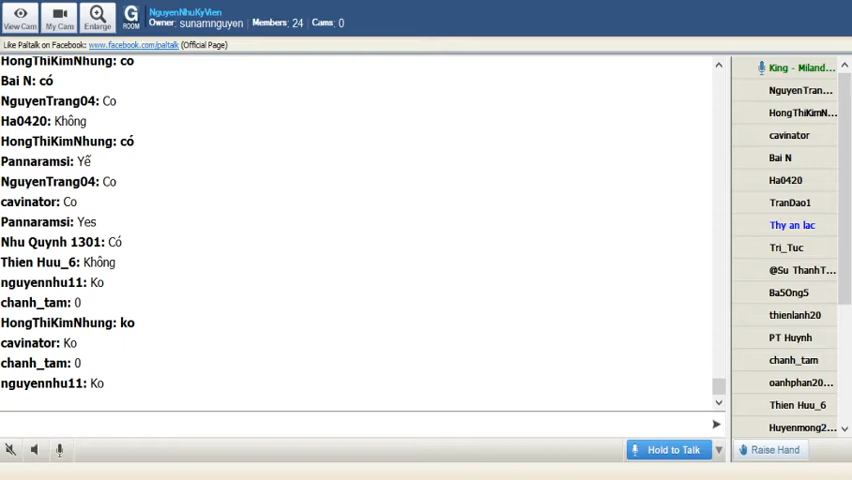 View Cam
My Cam
Enlarge
G
ROOM
NguyenNhuKyVien
Owner: sunamnguyen Members: 24 Cams: 0
Like Paltalk on Facebook: www.facebook.com/paltalk (Official Page)
HongThiKimNhung: co
Bai N: có
NguyenTrang04: Co
Ha0420: Không
HongThiKimNhung: có
Pannaramsi: Yế
NguyenTrang04: Co
cavinator: Co
Pannaramsi: Yes
Nhu Quynh 1301: Có
Thien Huu_6: Không
nguyennhu11: Ko
chanh_tam: 0
HongThiKimNhung: ko
cavinator: Ko
chanh_tam: 0
nguyennhu11: Ko
Hold to Talk
King - Miland...
NguyenTran...
HongThiKimN...
cavinator
Bai N
Ha0420
TranDao1
Thy an lac
Tri_Tuc
@Su ThanhT...
Ba5Ong5
thienlanh20
PT Huynh
chanh_tam
oanhphan20...
Thien Huu_6
Huyenmong2...
Raise Hand